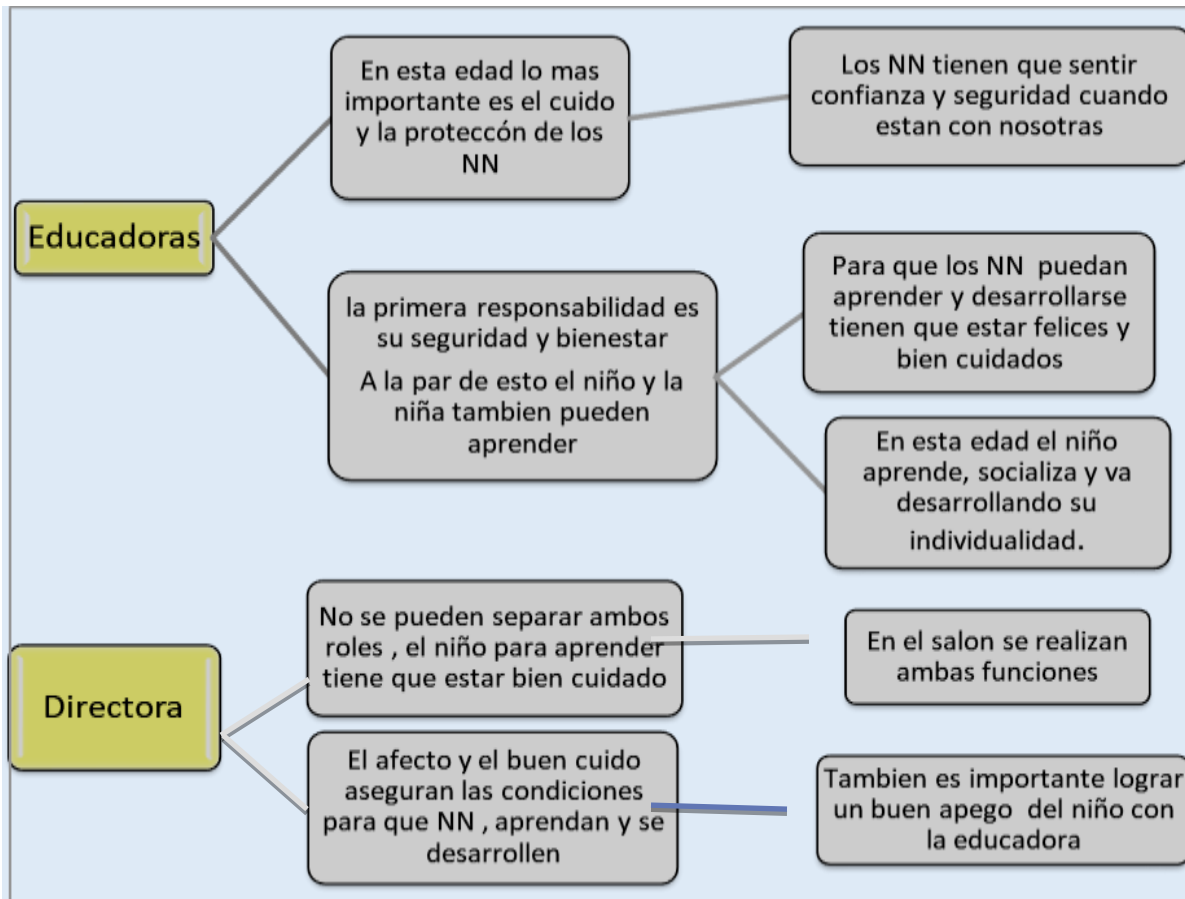 Educadoras
En esta edad lo mas
importante es el cuido
y la proteccón de los
NN
Los NN tienen que sentir
confianza y seguridad cuando
estan con nosotras
la primera responsabilidad es
su seguridad y bienestar
A la par de esto el niño y la
niña tambien pueden
aprender
Para que los NN puedan
aprender y desarrollarse
tienen que estar felices y
bien cuidados
En esta edad el niño
aprende, socializa y va
desarrollando su
individualidad.
Directora
No se pueden separar ambos
roles , el niño para aprender
tiene que estar bien cuidado
En el salon se realizan
ambas funciones
El afecto y el buen cuido
aseguran las condiciones
para que NN , aprendan y se
desarrollen
Tambien es importante lograr
un buen apego del niño con
la educadora